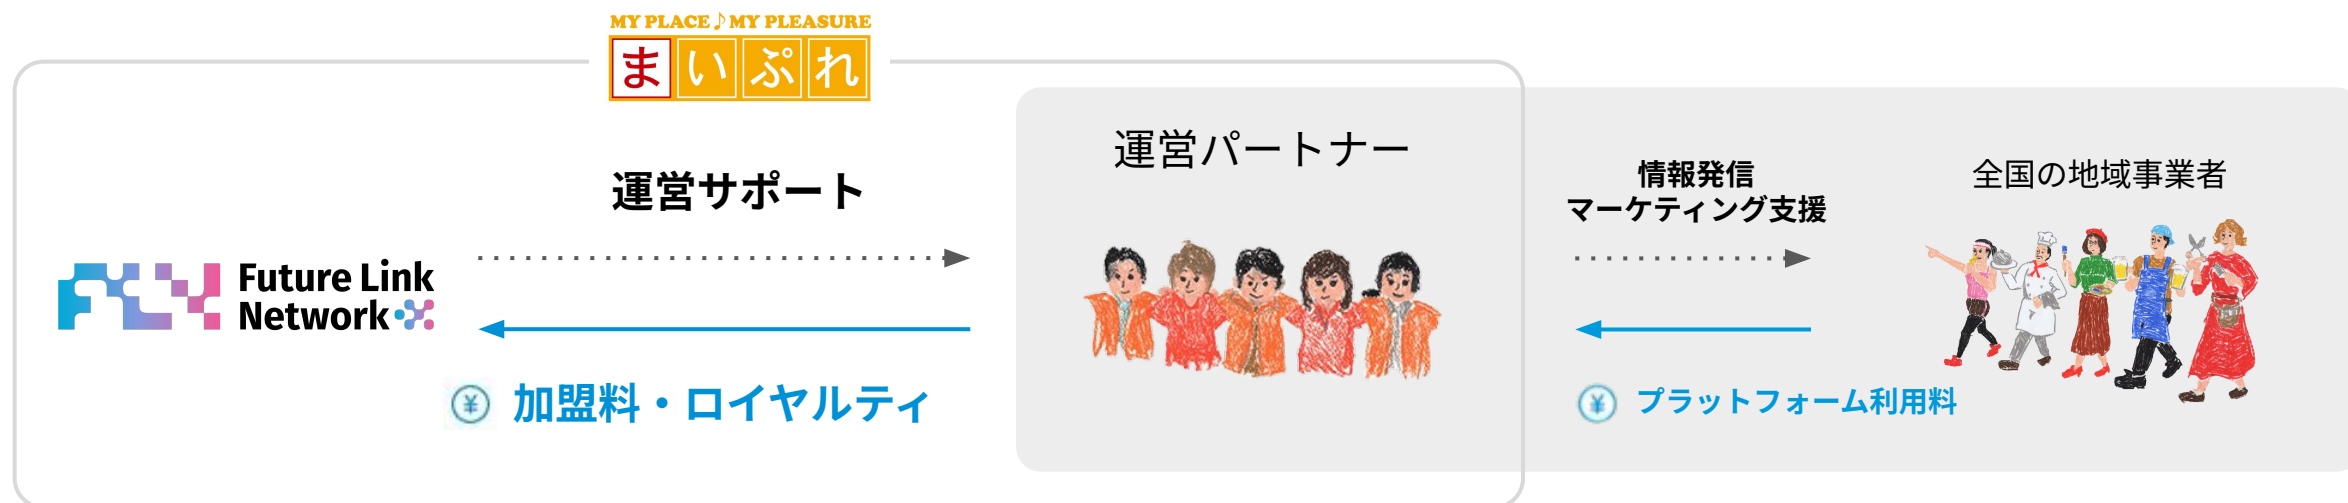 MY PLACE♪MY PLEASURE
まいぷれ
運営サポート
Future Link
Network
¥ 加盟料・ロイヤルティ
運営パートナー
情報発信
マーケティング支援
¥ プラットフォーム利用料
全国の地域事業者